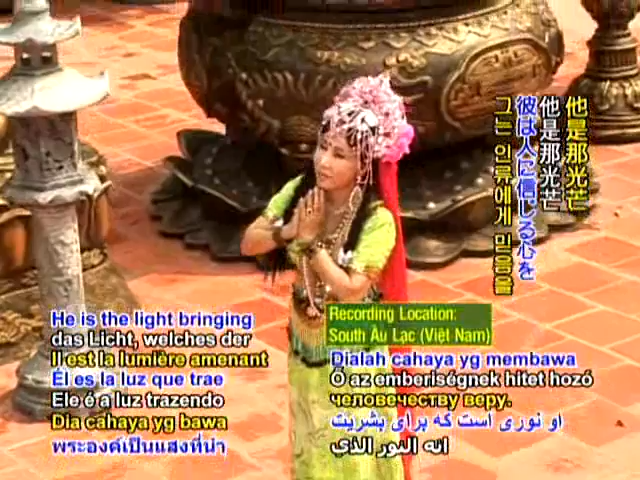 他是那光芒
他是那光芒
彼は人に信じる心を
그는 인류에게 믿음을
Recording Location:
South Âu Lạc (Việt Nam)
He is the light bringing
das Licht, welches der
Il est la lumière amenant
Él es la luz que trae
Ele é a luz trazendo
Dia cahaya yg bawa
พระองค์เป็นแสงที่นำ
Dialah cahaya yg membawa
Ő az emberiségnek hitet hozó
человечеству веру.
او نوری است که برای بشریت
انه النور الذي